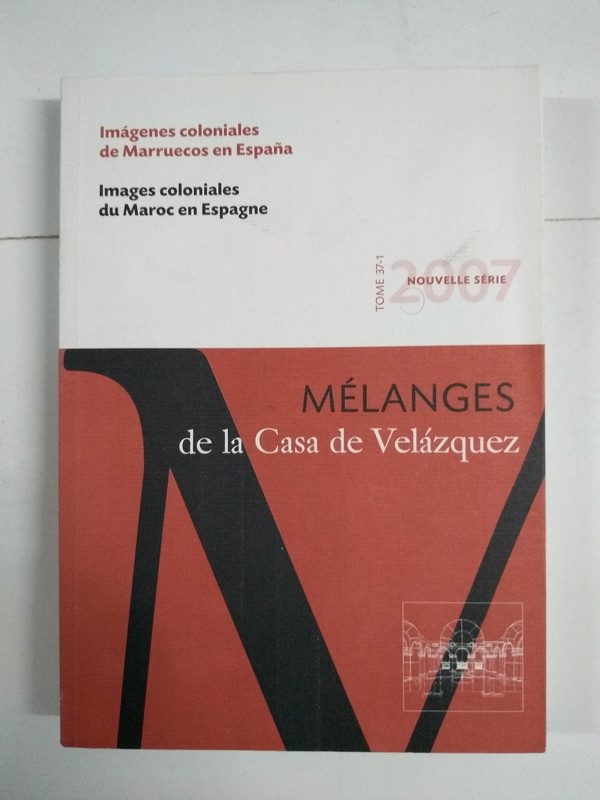 Imágenes coloniales
de Marruecos en España
Images coloniales
du Maroc en Espagne
TOME 37-1
2007
NOUVELLE SÉRIE
MÉLANGES
de la Casa de Velázquez